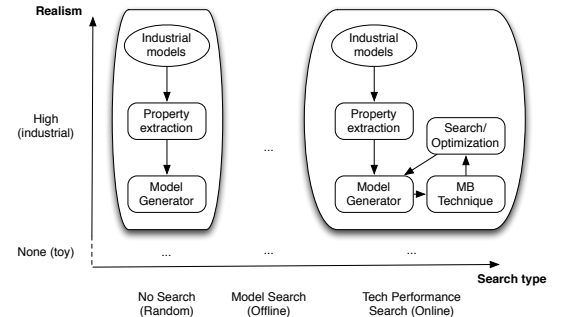 Realism
Industrial
models
Industrial
models
High
(industrial)
Property
extraction
Property
extraction
Search/
Optimization
...
Model
Generator
Model
Generator
MB
Technique
None (toy)
...
...
...
Search type
No Search
(Random)
Model Search
(Offline)
Tech Performance
Search (Online)